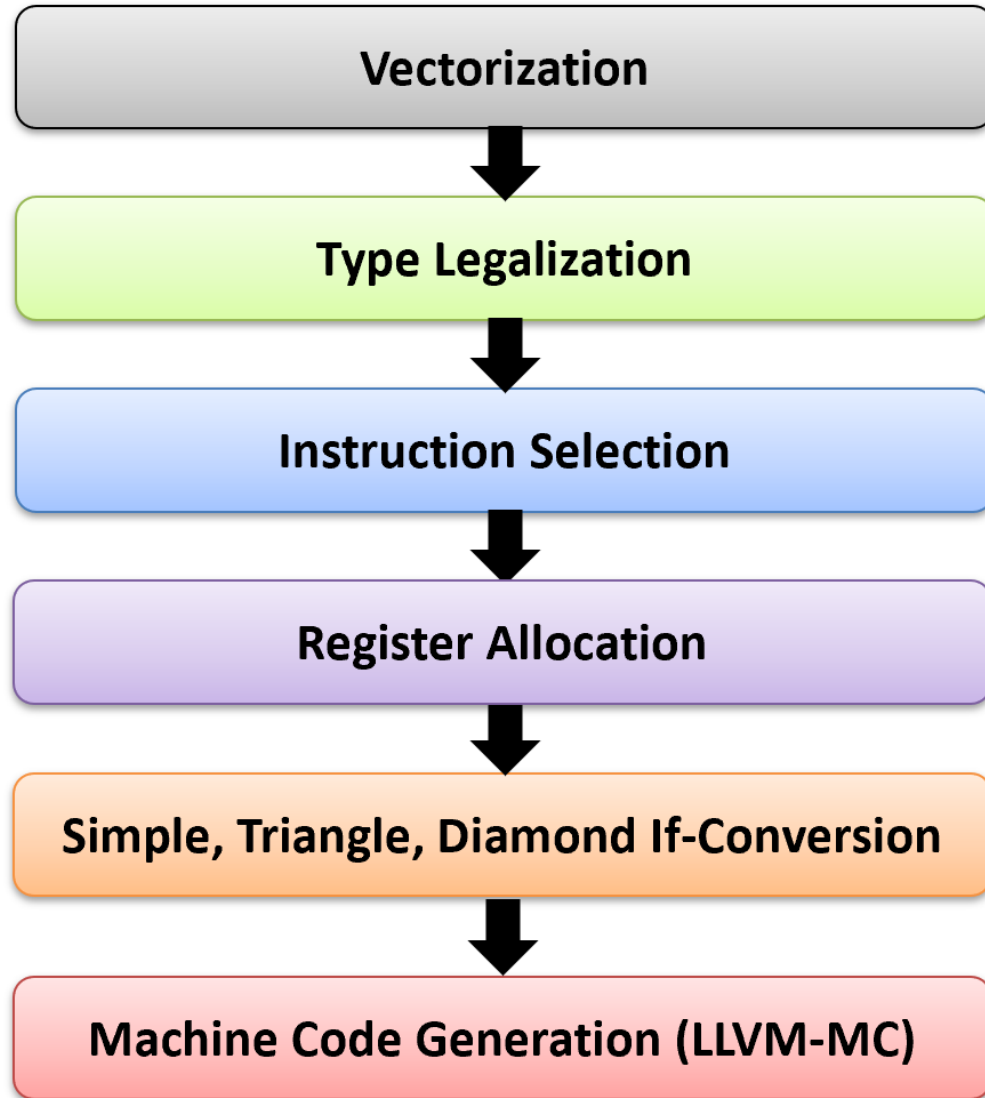 Vectorization
Type Legalization
Instruction Selection
Register Allocation
Simple, Triangle, Diamond If-Conversion
Machine Code Generation (LLVM-MC)